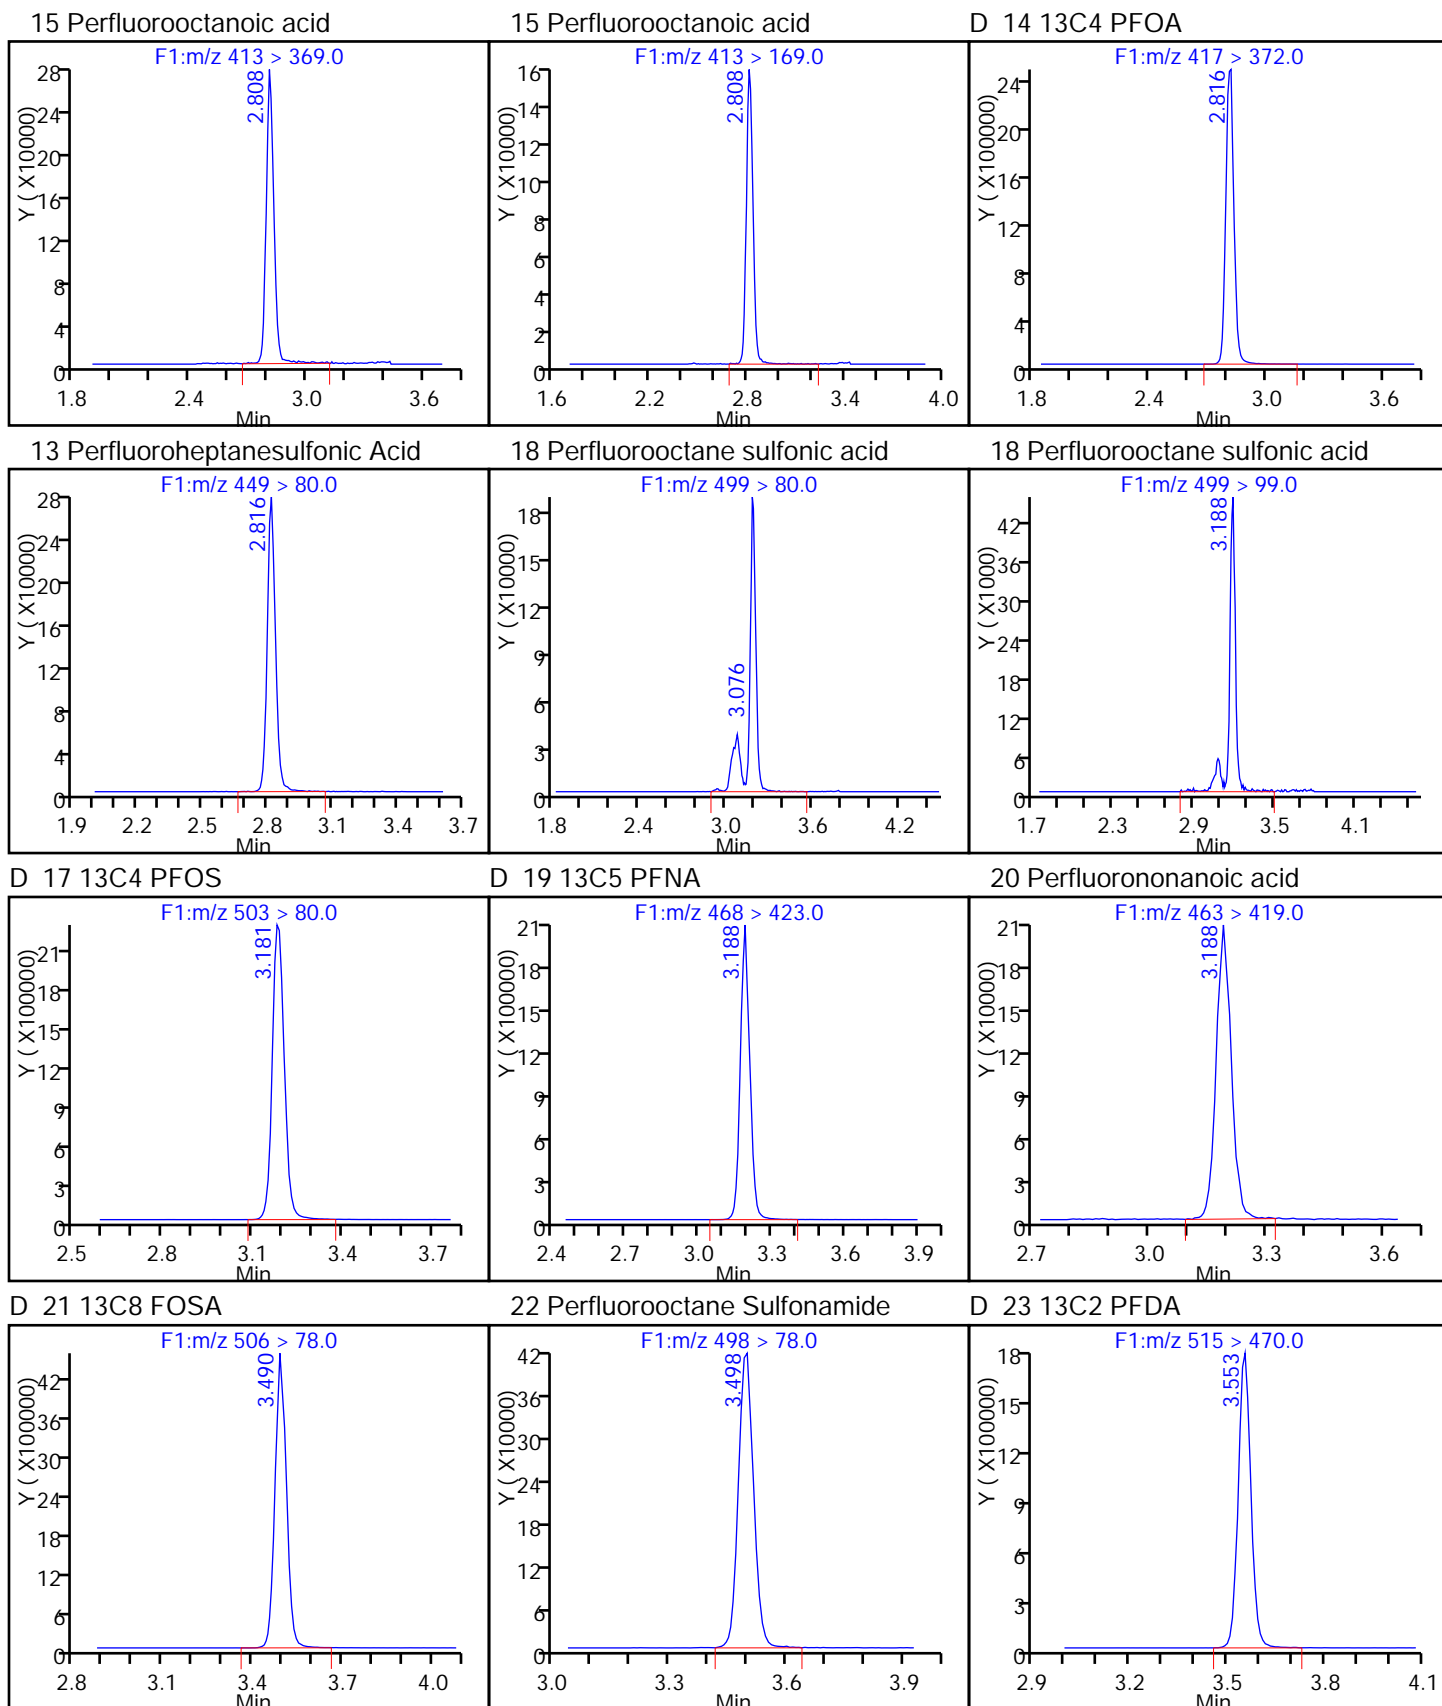 15 Perfluorooctanoic acid
F1:m/z 413 > 369.0
Y ( X10000)
28
24
20
16
12
8
4
0
2.808
1.8 2.4 3.0 3.6
Min
15 Perfluorooctanoic acid
F1:m/z 413 > 169.0
Y ( X10000)
16
14
12
10
8
6
4
2
0
2.808
1.6 2.2 2.8 3.4 4.0
Min
D 14 13C4 PFOA
F1:m/z 417 > 372.0
Y ( X100000)
24
20
16
12
8
4
0
2.816
1.8 2.4 3.0 3.6
Min
13 Perfluoroheptanesulfonic Acid
F1:m/z 449 > 80.0
Y ( X10000)
28
24
20
16
12
8
4
0
2.816
1.9 2.2 2.5 2.8 3.1 3.4 3.7
Min
18 Perfluorooctane sulfonic acid
F1:m/z 499 > 80.0
Y ( X10000)
18
15
12
9
6
3
0
3.076
1.8 2.4 3.0 3.6 4.2
Min
18 Perfluorooctane sulfonic acid
F1:m/z 499 > 99.0
Y ( X1000)
42
36
30
24
18
12
6
0
3.188
1.7 2.3 2.9 3.5 4.1
Min
D 17 13C4 PFOS
F1:m/z 503 > 80.0
Y ( X100000)
21
18
15
12
9
6
3
0
3.181
2.5 2.8 3.1 3.4 3.7
Min
D 19 13C5 PFNA
F1:m/z 468 > 423.0
Y ( X100000)
21
18
15
12
9
6
3
0
3.188
2.4 2.7 3.0 3.3 3.6 3.9
Min
20 Perfluorononanoic acid
F1:m/z 463 > 419.0
Y ( X10000)
21
18
15
12
9
6
3
0
3.188
2.7 3.0 3.3 3.6
Min
D 21 13C8 FOSA
F1:m/z 506 > 78.0
Y ( X100000)
42
36
30
24
18
12
6
0
3.490
2.8 3.1 3.4 3.7 4.0
Min
22 Perfluorooctane Sulfonamide
F1:m/z 498 > 78.0
Y ( X10000)
42
36
30
24
18
12
6
0
3.498
3.0 3.3 3.6 3.9
Min
D 23 13C2 PFDA
F1:m/z 515 > 470.0
Y ( X100000)
18
15
12
9
6
3
0
3.553
2.9 3.2 3.5 3.8 4.1
Min